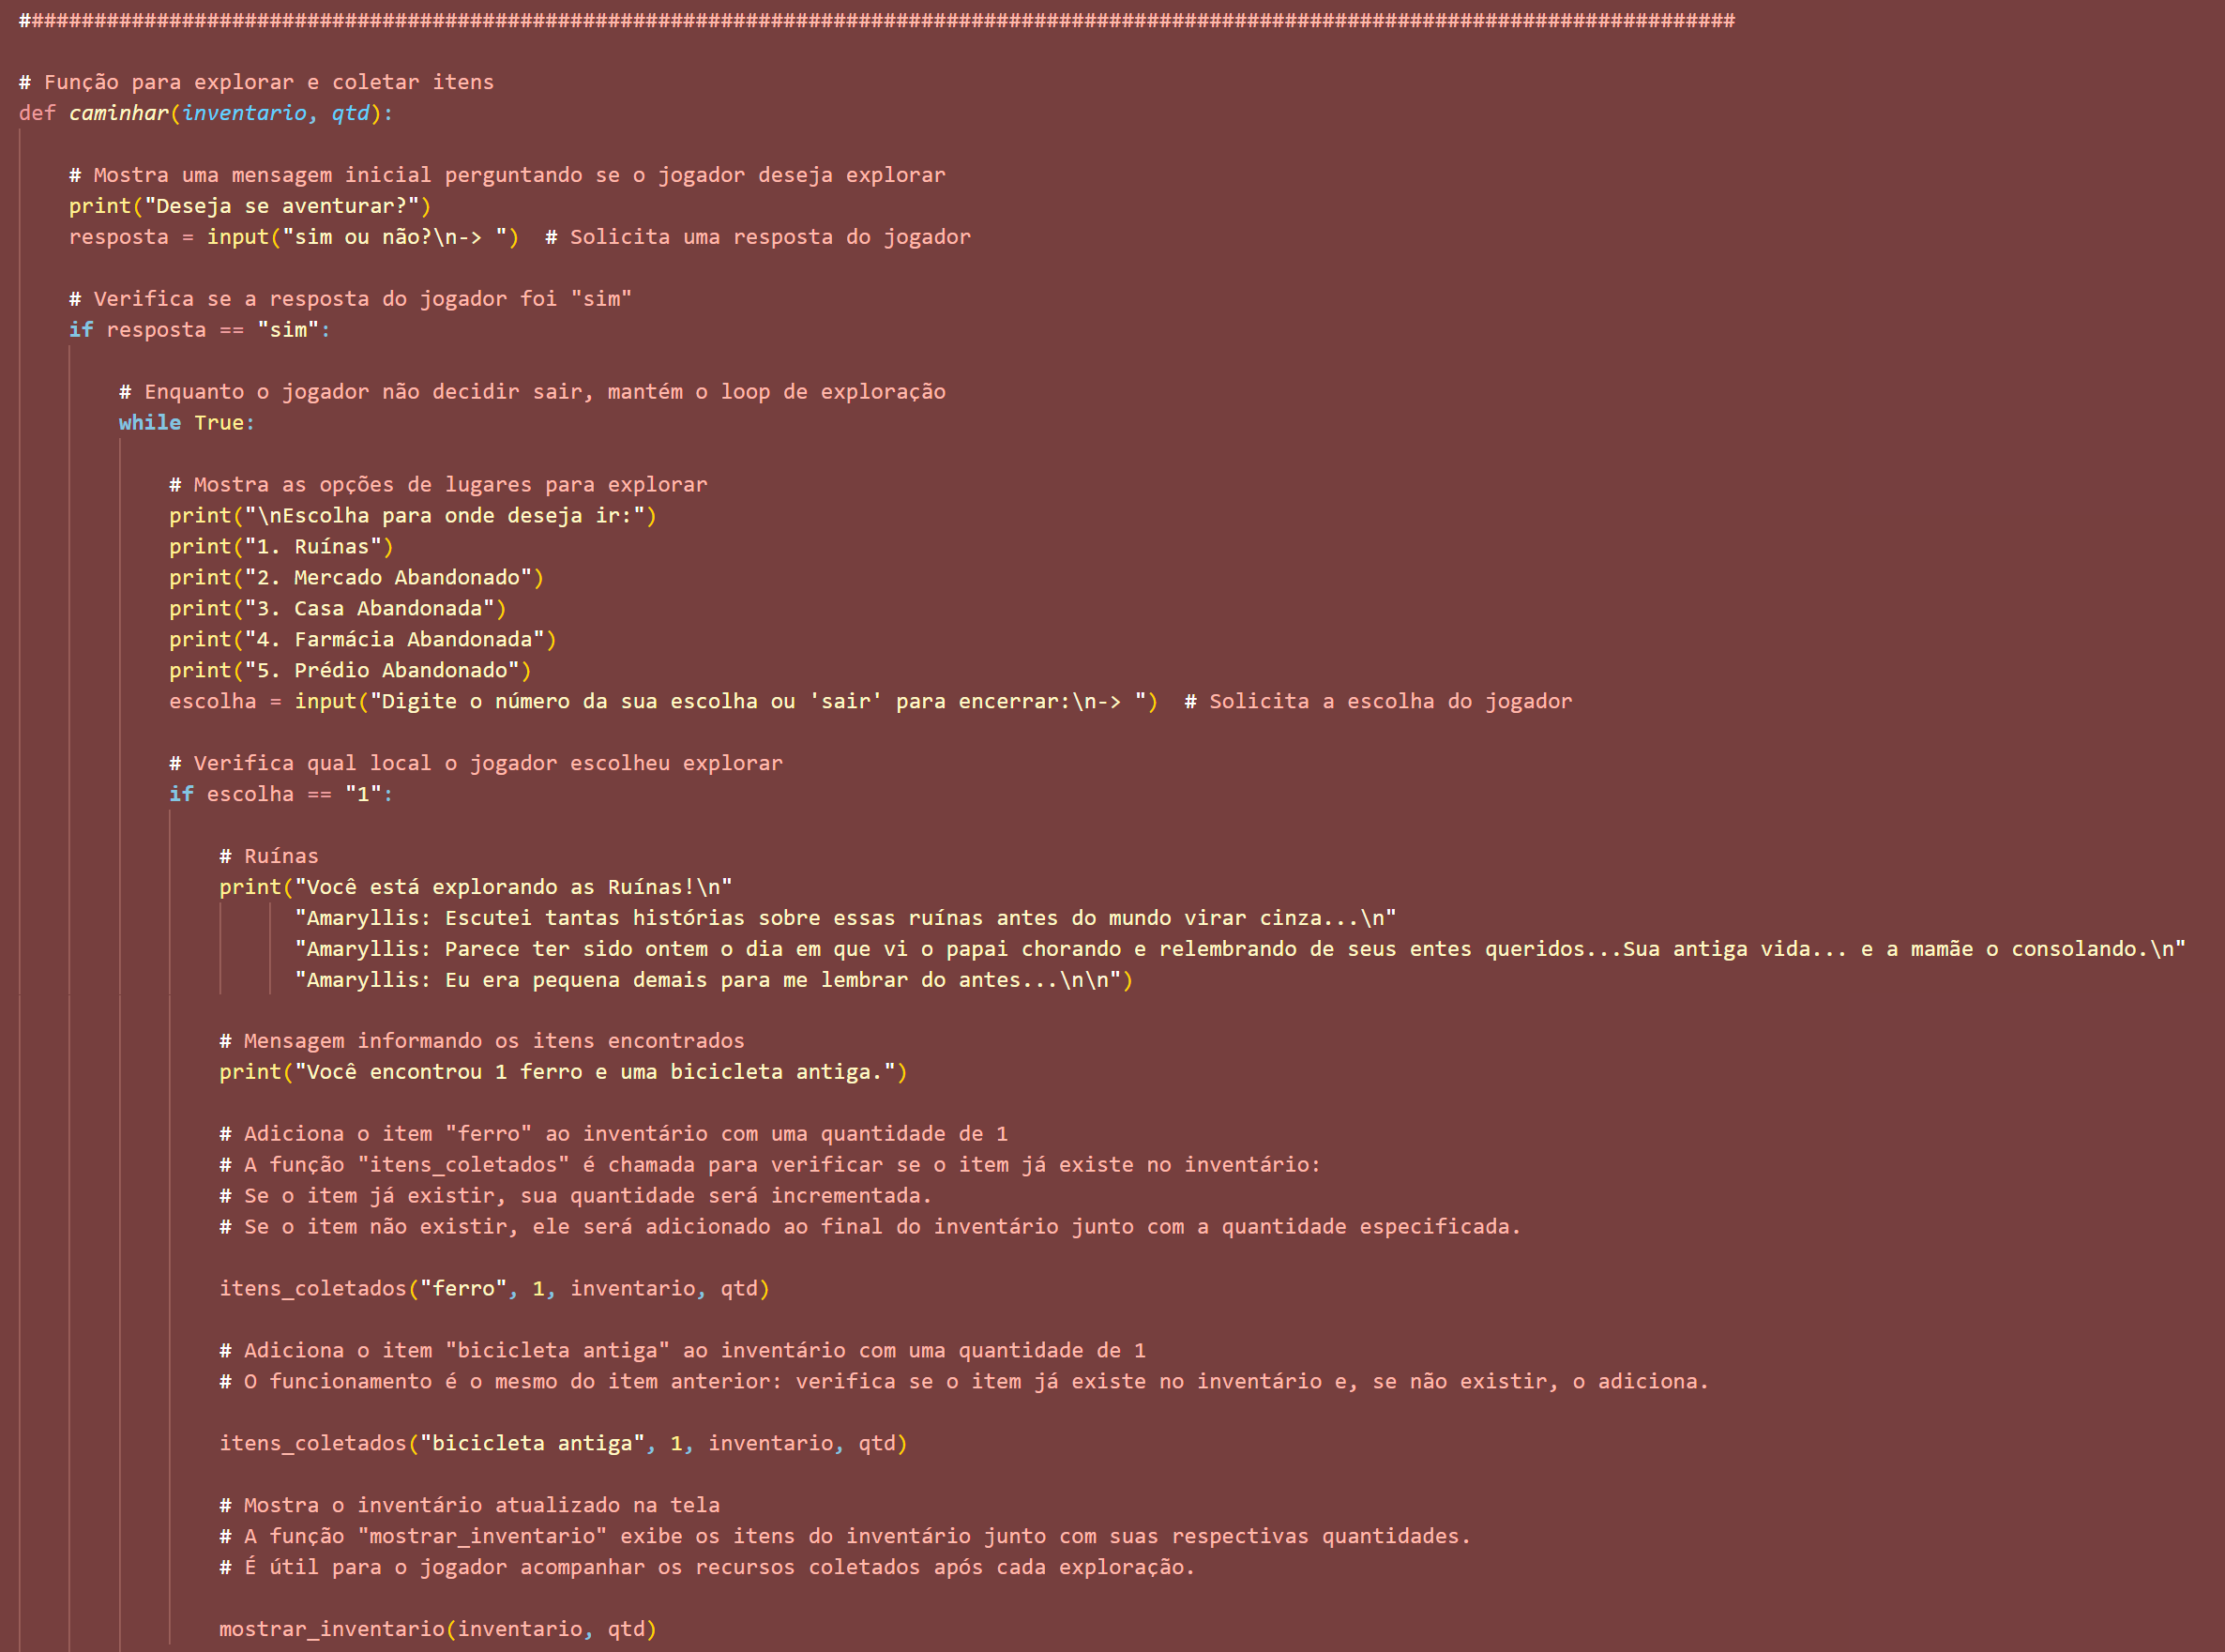 ##########################################################################################################################################
# Função para explorar e coletar itens
def caminhar(inventario, qtd):
# Mostra uma mensagem inicial perguntando se o jogador deseja explorar
print("Deseja se aventurar?")
resposta = input("sim ou não?\n-> ")  # Solicita uma resposta do jogador
# Verifica se a resposta do jogador foi "sim"
if resposta == "sim":
# Enquanto o jogador não decidir sair, mantém o loop de exploração
while True:
# Mostra as opções de lugares para explorar
print("\nEscolha para onde deseja ir:")
print("1. Ruínas")
print("2. Mercado Abandonado")
print("3. Casa Abandonada")
print("4. Farmácia Abandonada")
print("5. Prédio Abandonado")
escolha = input("Digite o número da sua escolha ou 'sair' para encerrar:\n-> ")  # Solicita a escolha do jogador
# Verifica qual local o jogador escolheu explorar
if escolha == "1":
# Ruínas
print("Você está explorando as Ruínas!\n"
"Amaryllis: Escutei tantas histórias sobre essas ruínas antes do mundo virar cinza...\n"
"Amaryllis: Parece ter sido ontem o dia em que vi o papai chorando e relembrando de seus entes queridos...Sua antiga vida... e a mamãe o consolando.\n"
"Amaryllis: Eu era pequena demais para me lembrar do antes...\n\n")
# Mensagem informando os itens encontrados
print("Você encontrou 1 ferro e uma bicicleta antiga.")
# Adiciona o item "ferro" ao inventário com uma quantidade de 1
# A função "itens_coletados" é chamada para verificar se o item já existe no inventário:
# Se o item já existir, sua quantidade será incrementada.
# Se o item não existir, ele será adicionado ao final do inventário junto com a quantidade especificada.
itens_coletados("ferro", 1, inventario, qtd)
# Adiciona o item "bicicleta antiga" ao inventário com uma quantidade de 1
# O funcionamento é o mesmo do item anterior: verifica se o item já existe no inventário e, se não existir, o adiciona.
itens_coletados("bicicleta antiga", 1, inventario, qtd)
# Mostra o inventário atualizado na tela
# A função "mostrar_inventario" exibe os itens do inventário junto com suas respectivas quantidades.
# É útil para o jogador acompanhar os recursos coletados após cada exploração.
mostrar_inventario(inventario, qtd)